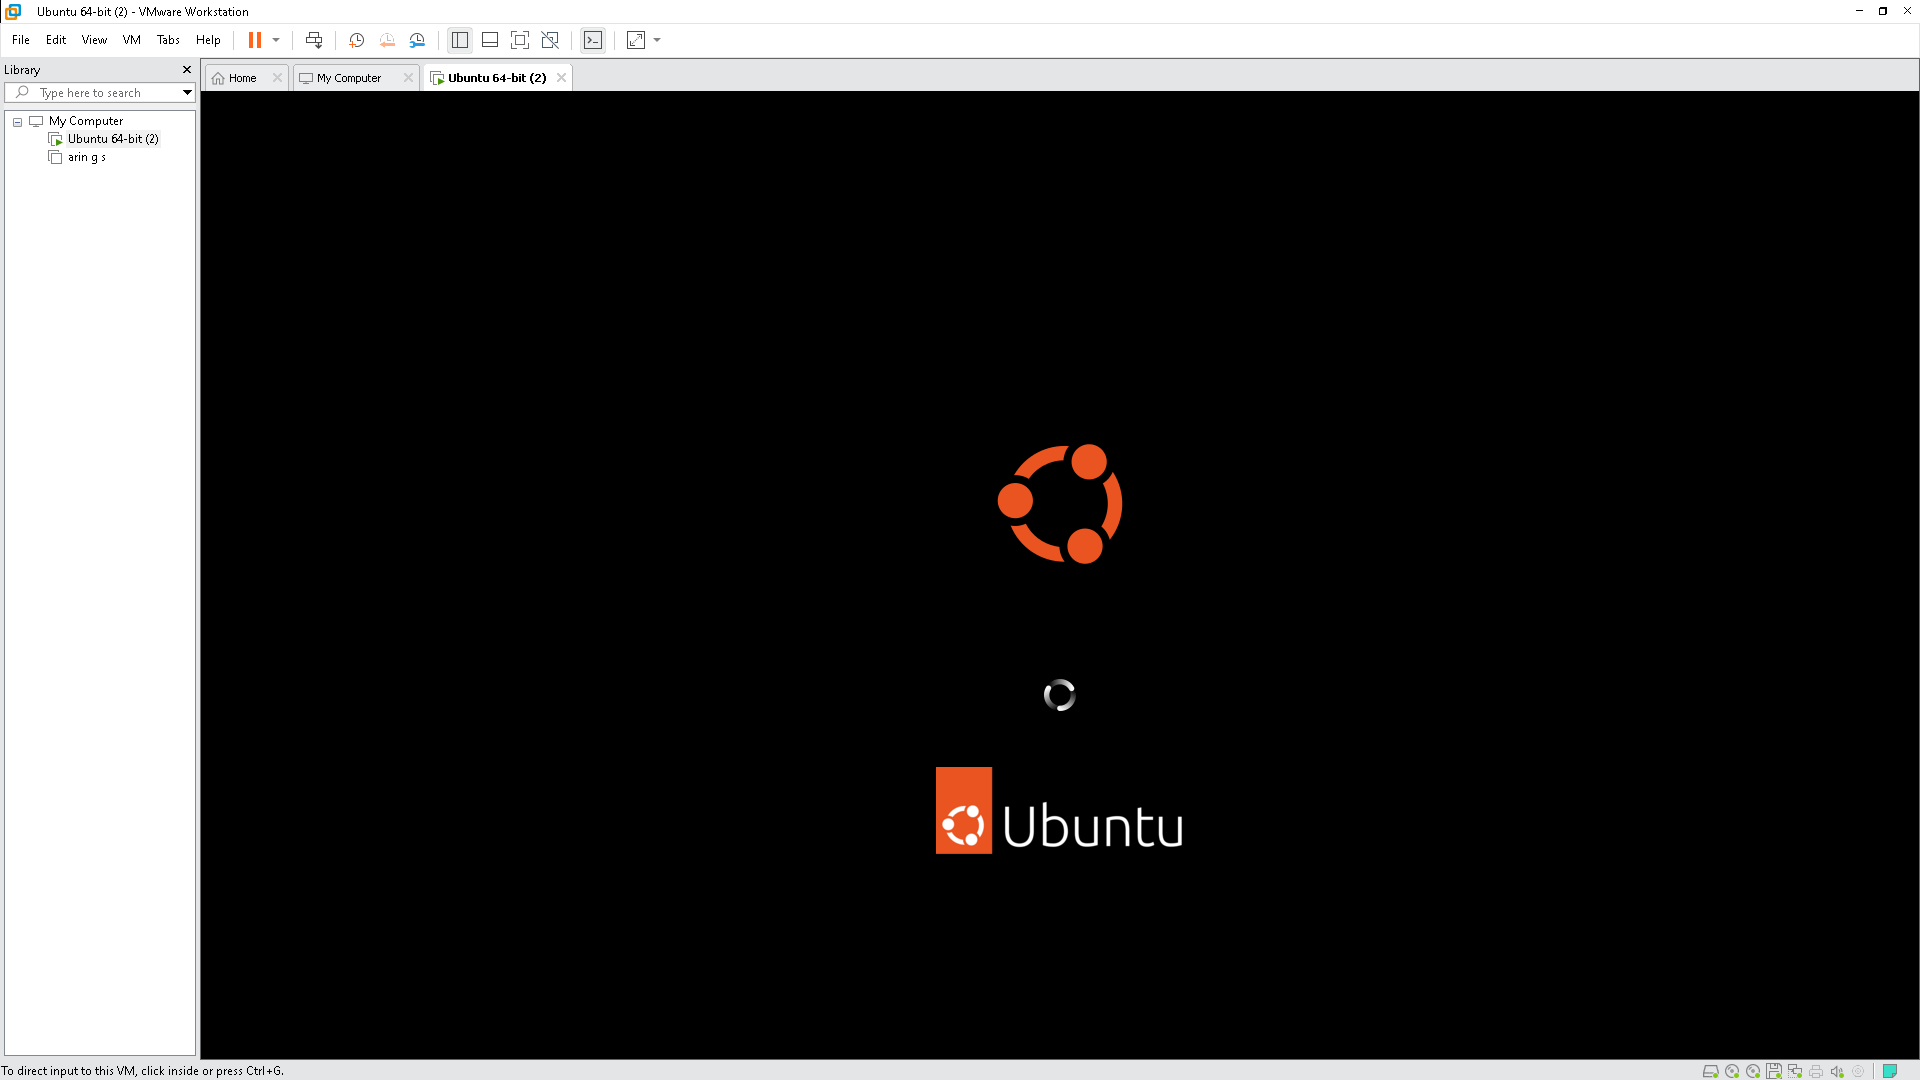 Ubuntu 64-bit (2) - VMware Workstation
File Edit View VM Tabs Help
Library
Type here to search
My Computer
Ubuntu 64-bit (2)
arin g s
Home
My Computer
Ubuntu 64-bit (2)
Ubuntu
To direct input to this VM, click inside or press Ctrl+G.